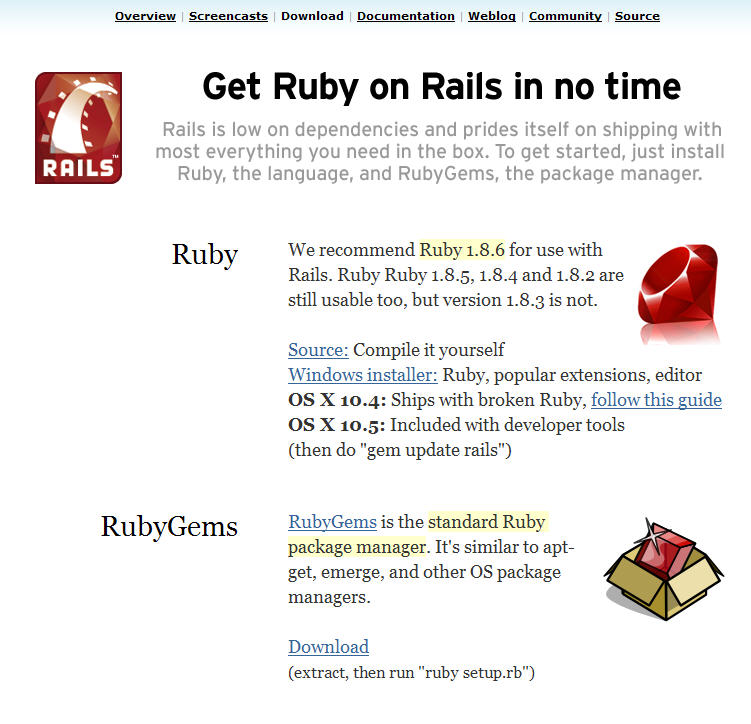 Overview | Screencasts | Download | Documentation | Weblog | Community | Source
Get Ruby on Rails in no time
Rails is low on dependencies and prides itself on shipping with
most everything you need in the box. To get started, just install
Ruby, the language, and RubyGems, the package manager.
RAILS™
Ruby
We recommend Ruby 1.8.6 for use with
Rails. Ruby Ruby 1.8.5, 1.8.4 and 1.8.2 are
still usable too, but version 1.8.3 is not.
Source: Compile it yourself
Windows installer: Ruby, popular extensions, editor
OS X 10.4: Ships with broken Ruby, follow this guide
OS X 10.5: Included with developer tools
(then do "gem update rails")
RubyGems
RubyGems is the standard Ruby
package manager. It's similar to apt-
get, emerge, and other OS package
managers.
Download
(extract, then run "ruby setup.rb")